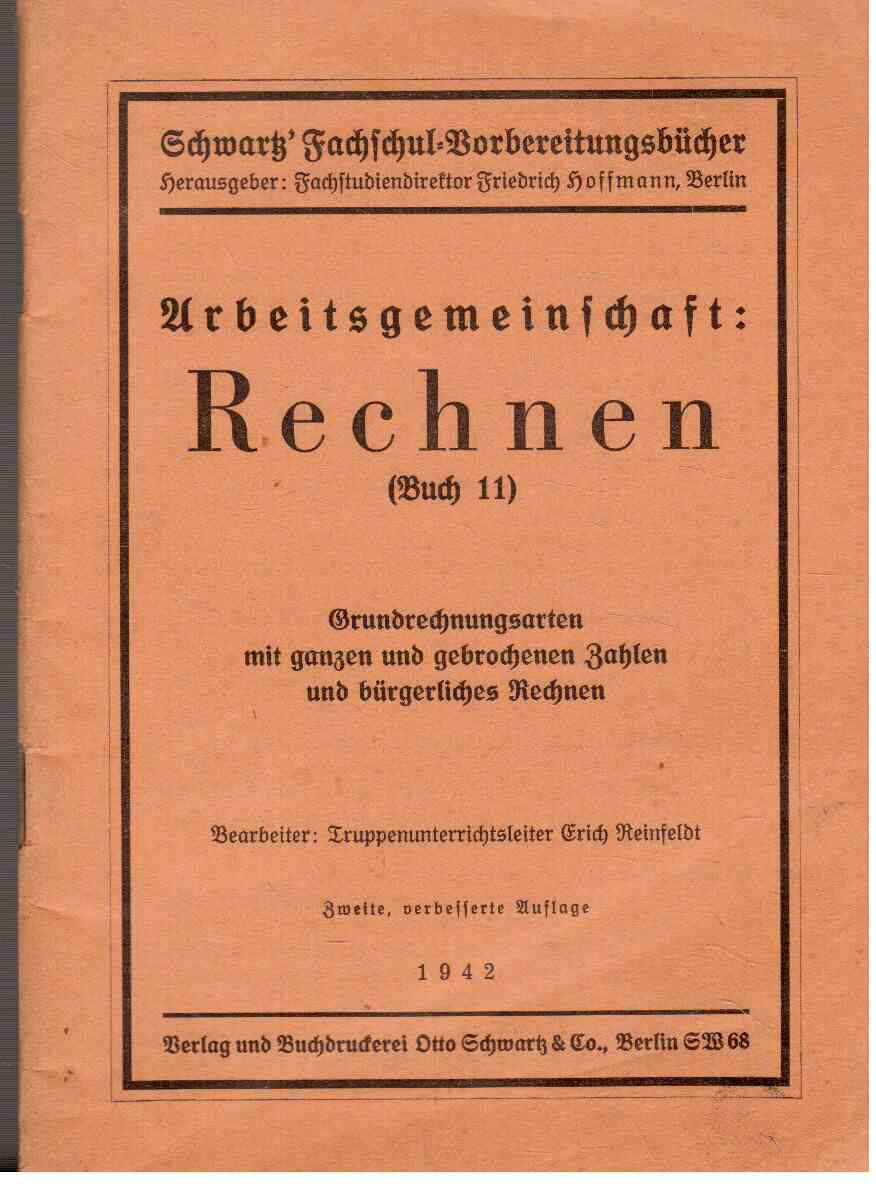 Schwartz' Fachschul-Vorbereitungsbücher
Herausgeber: Fachstudiendirektor Friedrich Hoffmann, Berlin
Arbeitsgemeinschaft:
Rechnen
(Buch 11)
Grundrechnungsarten
mit ganzen und gebrochenen Zahlen
und bürgerliches Rechnen
Bearbeiter: Truppenunterrichtsleiter Erich Reinfeldt
Zweite, verbesserte Auflage
1942
Verlag und Buchdruckerei Otto Schwartz & Co., Berlin SW 68